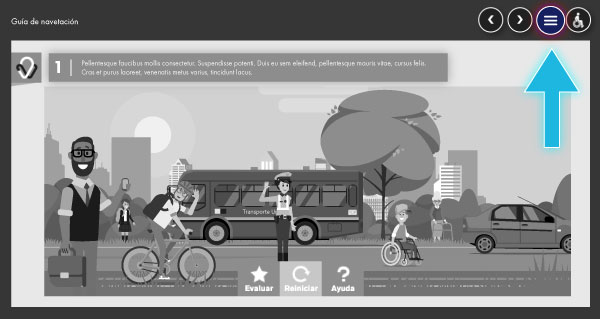 Guía de navetación
1
Pellentesque faucibus mollis consectetur. Suspendisse potenti. Duis eu sem eleifend, pellentesque mauris vitae, cursus felis.
Cras et purus laoreet, venenatis metus varius, tincidunt lacus.
Transporte U
Evaluar Reiniciar Ayuda